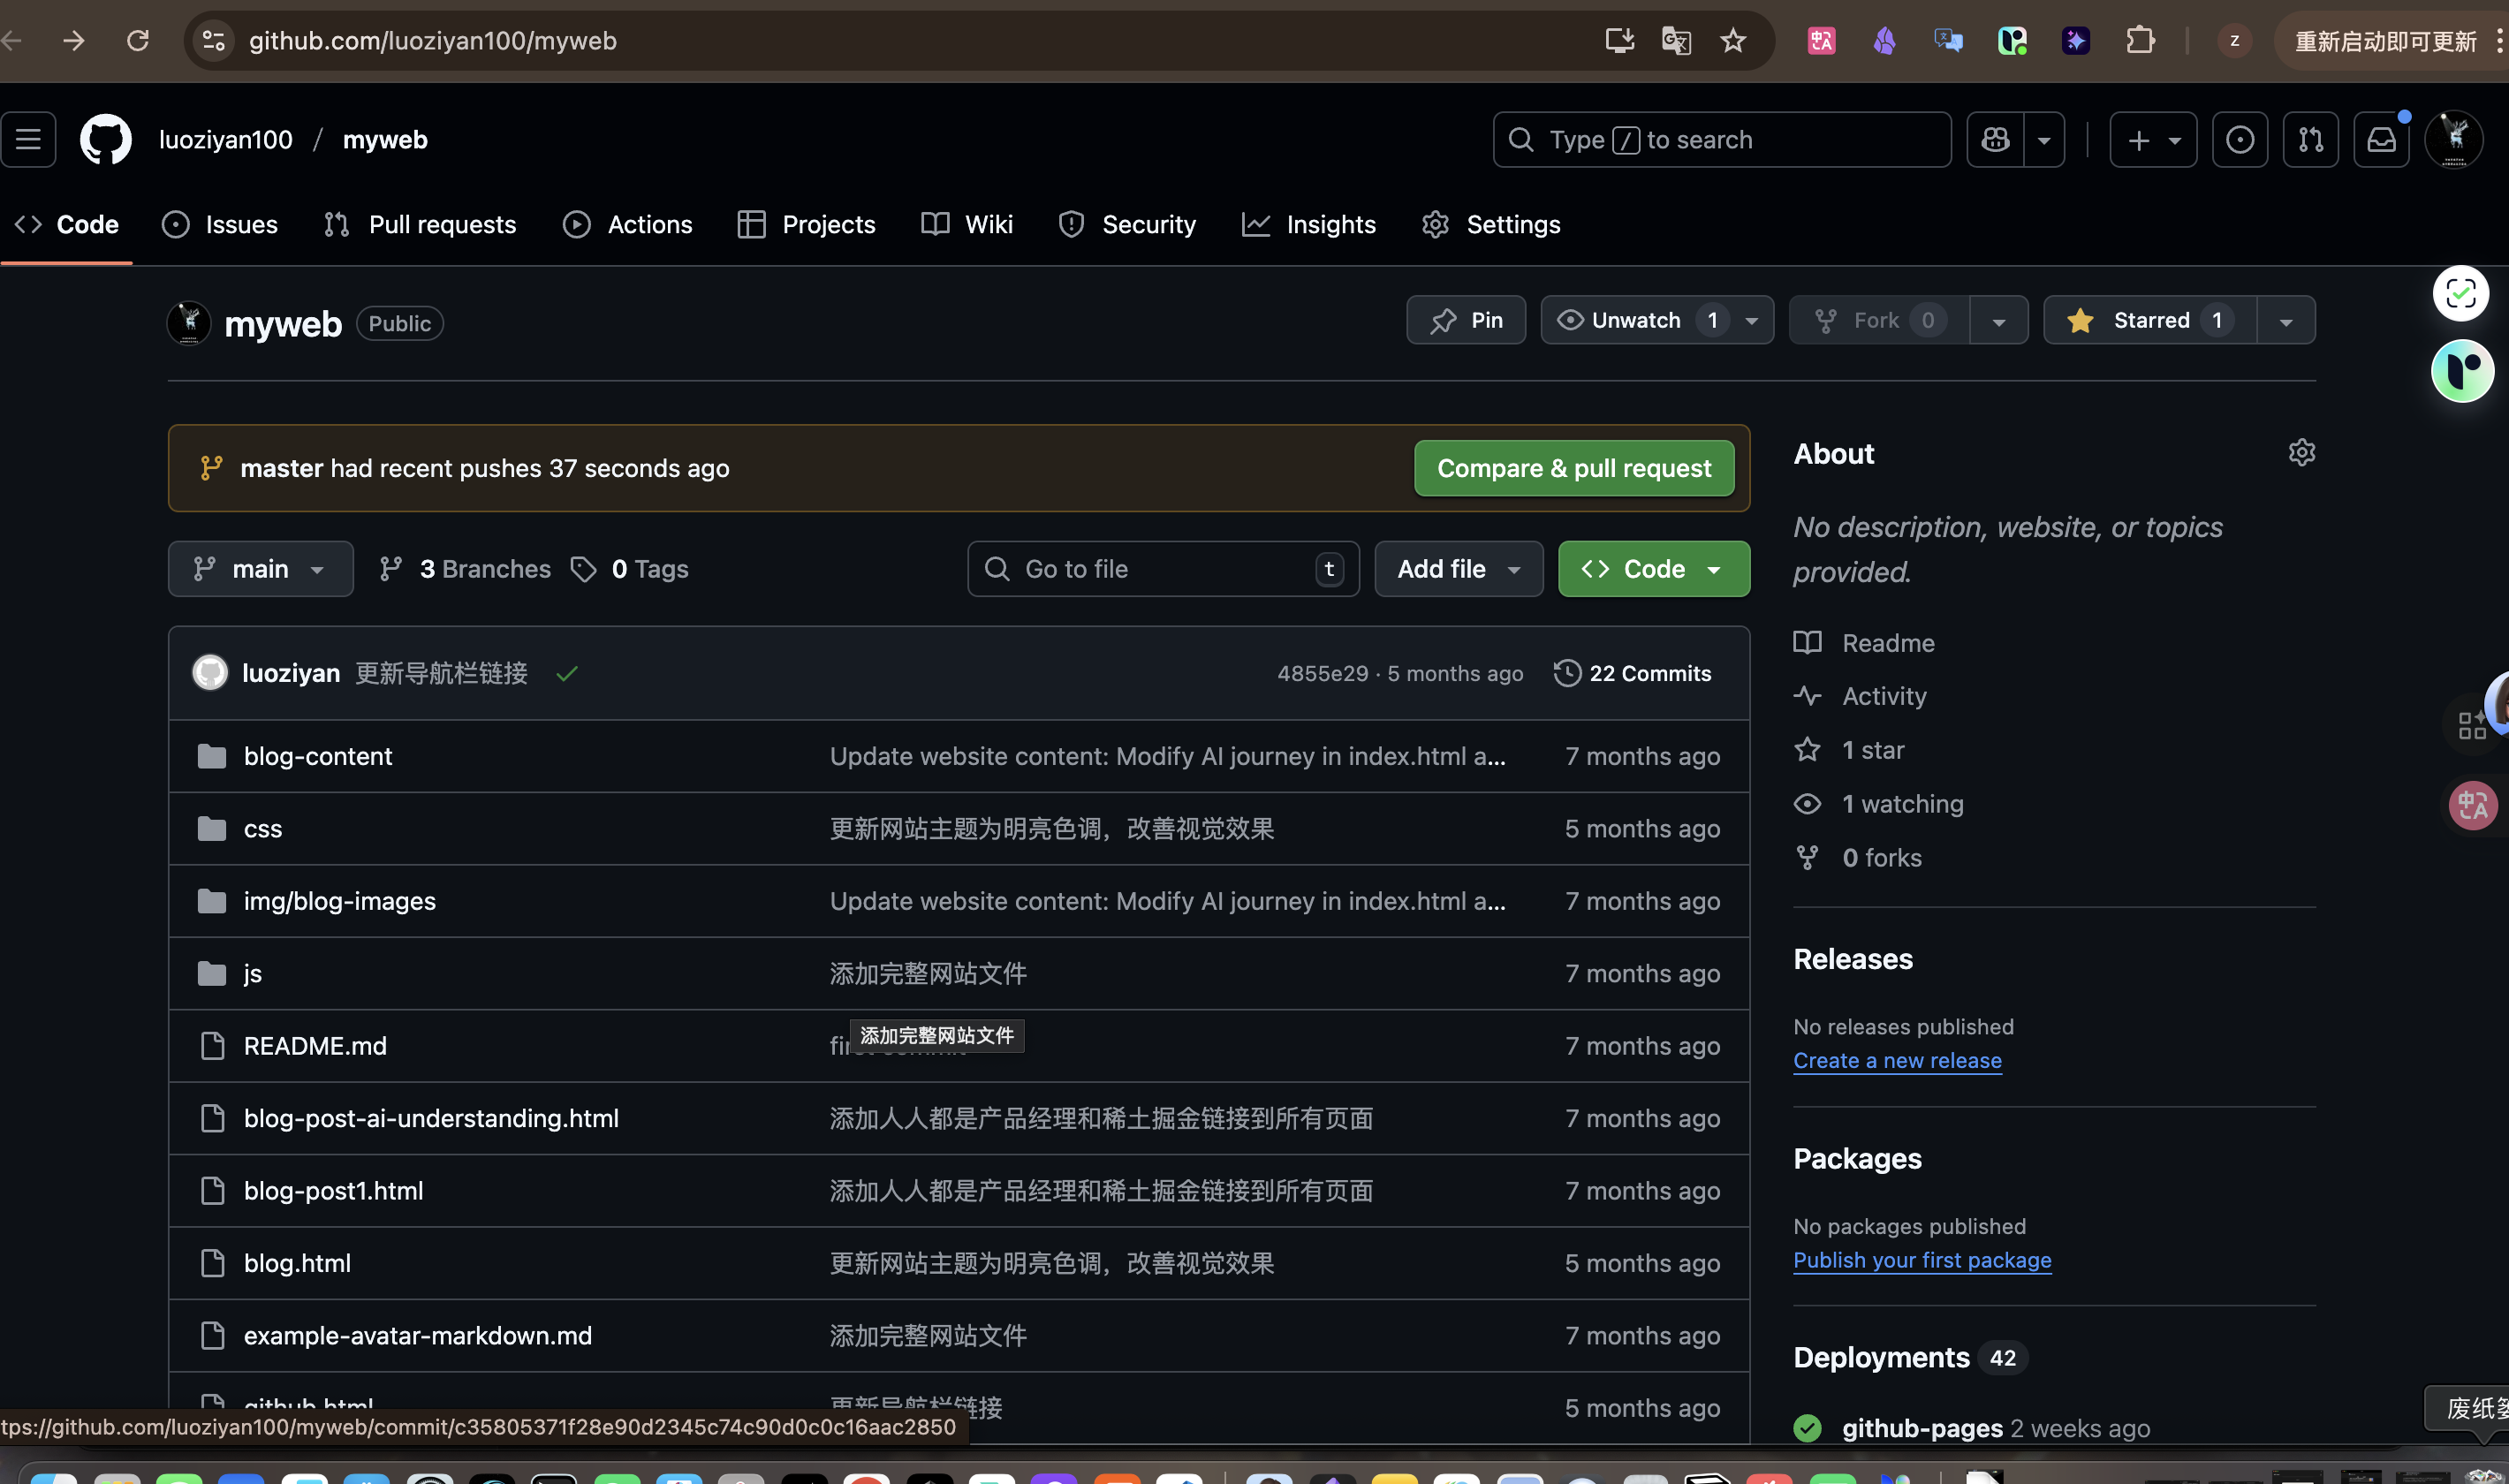 github.com/luoziyan100/myweb
z
重新启动即可更新
luoziyan100 / myweb
Type / to search
Code
Issues
Pull requests
Actions
Projects
Wiki
Security
Insights
Settings
myweb Public
Pin
Unwatch 1
Fork 0
Starred 1
master had recent pushes 37 seconds ago
Compare & pull request
main
3 Branches
0 Tags
Go to file
t
Add file
Code
luoziyan 更新导航栏链接
4855e29 · 5 months ago
22 Commits
blog-content Update website content: Modify AI journey in index.html a... 7 months ago
css 更新网站主题为明亮色调，改善视觉效果 5 months ago
img/blog-images Update website content: Modify AI journey in index.html a... 7 months ago
js 添加完整网站文件 7 months ago
添加完整网站文件
README.md 7 months ago
blog-post-ai-understanding.html 添加人人都是产品经理和稀土掘金链接到所有页面 7 months ago
blog-post1.html 添加人人都是产品经理和稀土掘金链接到所有页面 7 months ago
blog.html 更新网站主题为明亮色调，改善视觉效果 5 months ago
example-avatar-markdown.md 添加完整网站文件 7 months ago
github.html 更新导航栏链接 5 months ago
tps://github.com/luoziyan100/myweb/commit/c35805371f28e90d2345c74c90d0c0c16aac2850
About
No description, website, or topics
provided.
Readme
Activity
1 star
1 watching
0 forks
Releases
No releases published
Create a new release
Packages
No packages published
Publish your first package
Deployments 42
github-pages 2 weeks ago
中A
废纸